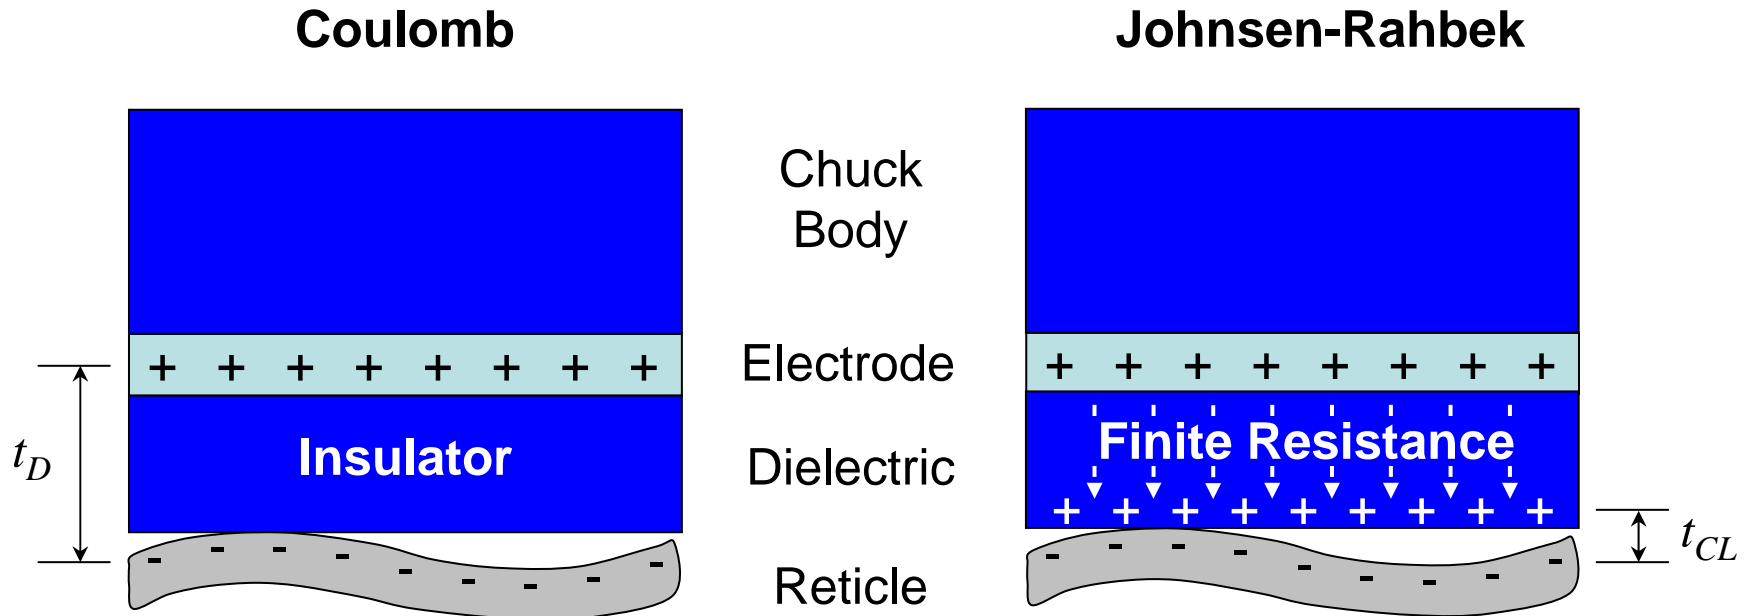 Coulomb
Johnsen-Rahbek
Chuck
Body
+ + + + + + + +
Electrode
+ + + + + + + +
t_D
Insulator
Dielectric
Finite Resistance
+ + + + + + + + +
t_CL
- - - - - - - - -
Reticle
- - - - - - - - -